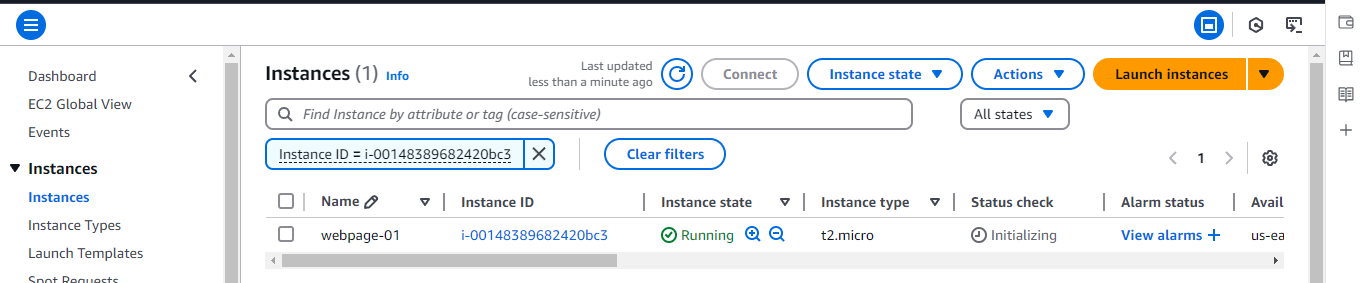 Dashboard
EC2 Global View
Events
Instances
Instances
Instance Types
Launch Templates
Spot Requests
Instances (1) Info
Last updated
less than a minute ago
Connect
Instance state
Actions
Launch instances
Find Instance by attribute or tag (case-sensitive)
All states
Instance ID = i-00148389682420bc3
Clear filters
1
Name Instance ID Instance state Instance type Status check Alarm status Avail
webpage-01 i-00148389682420bc3 Running t2.micro Initializing View alarms + us-ea